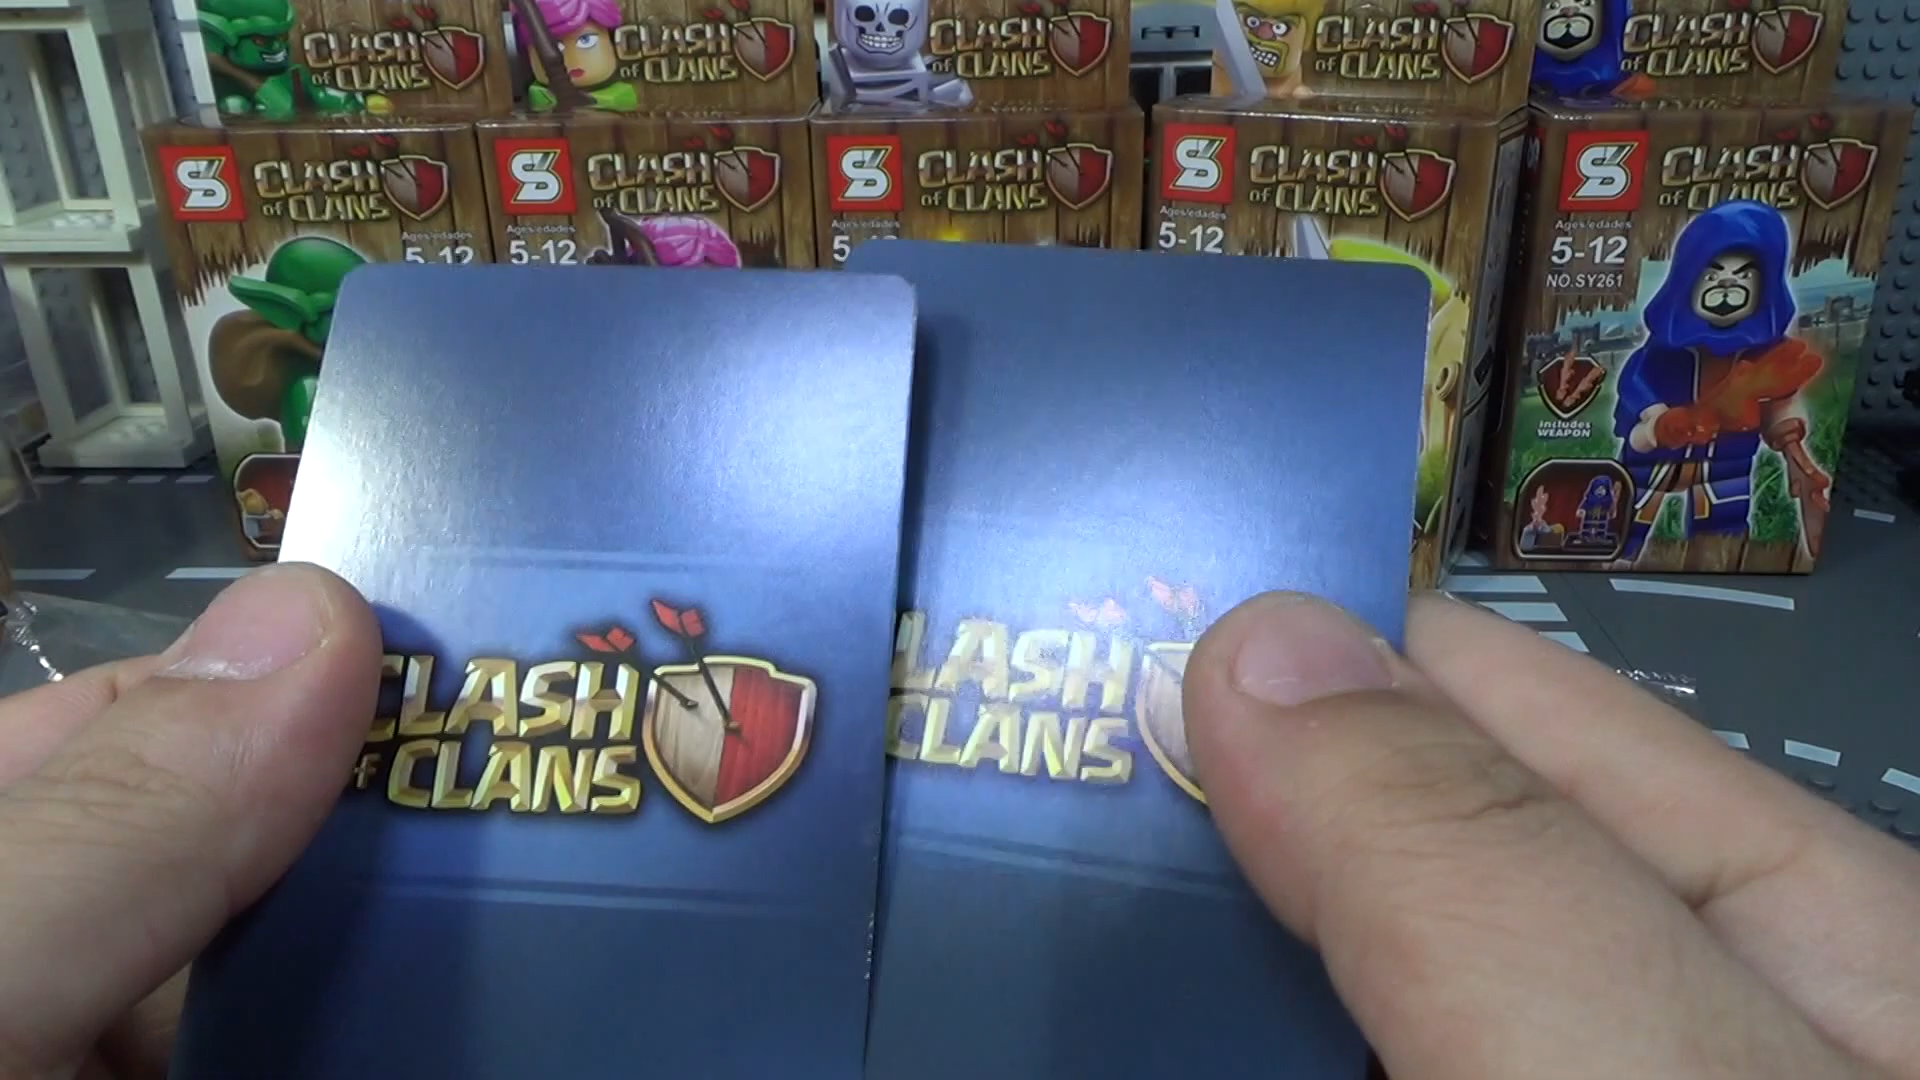 CLASH
of CLANS
CLASH
of CLANS
CLASH
of CLANS
CLASH
of CLANS
CLASH
of CLANS
S CLASH
of CLANS
Ages/edades
5-12
S CLASH
of CLANS
Ages/edades
5-12
S CLASH
of CLANS
S CLASH
of CLANS
Ages/edades
5-12
S CLASH
of CLANS
Ages/edades
5-12
NO.SY261
includes
WEAPON
CLASH
of CLANS
LASH
CLANS